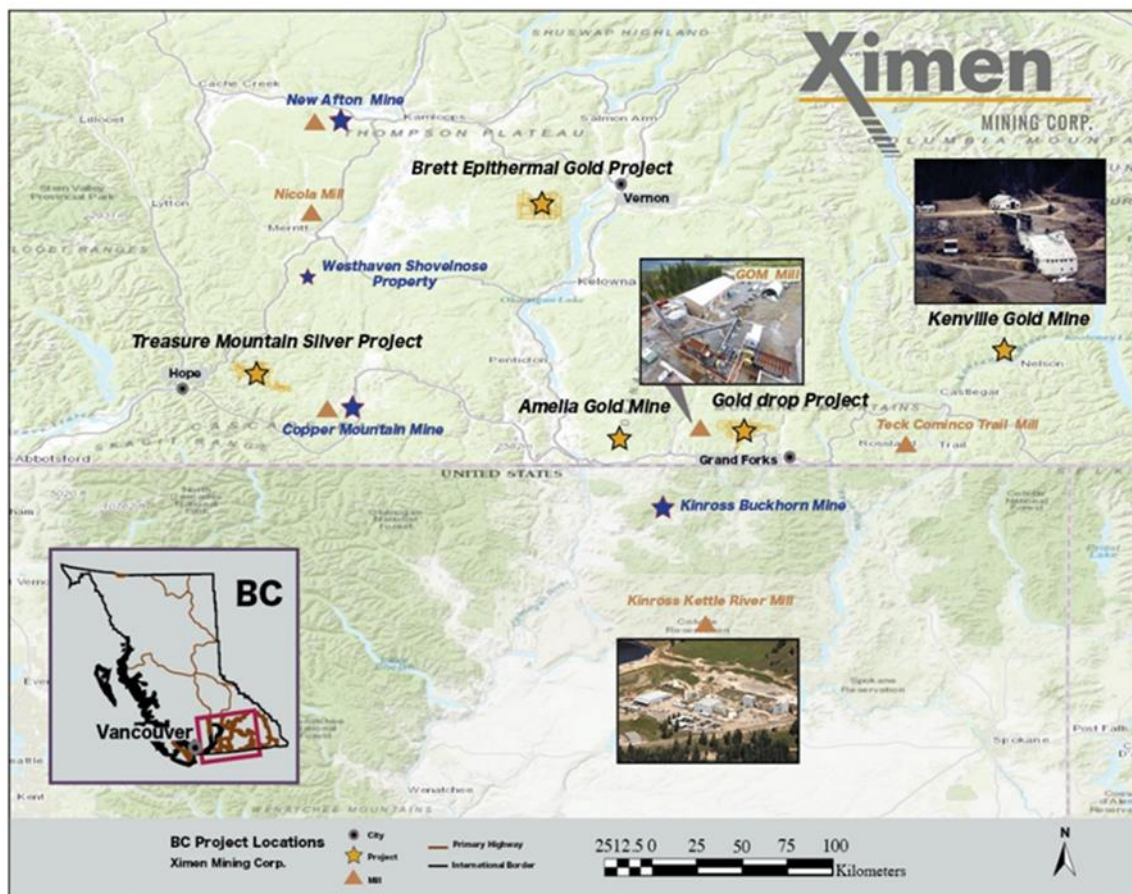 SHUSWAP HIGHLAND
Ximen
MINING CORP.
Cache Creek
New Afton Mine
Lillooet
Kamloops
Salmon Arm
THOMPSON PLATEAU
Brett Epithermal Gold Project
Nicola Mill
Lytton
Vernon
Merritt
Westhaven Shovelnose
Property
GOM Mill
Kelowna
Okanagan Lake
Kenville Gold Mine
Treasure Mountain Silver Project
Penticton
Nelson
Hope
Castlegar
Amelia Gold Mine
Gold drop Project
Copper Mountain Mine
Teck Cominco Trail Mill
Trail
Grand Forks
Abbotsford
UNITED STATES
Kinross Buckhorn Mine
Kinross Kettle River Mill
BC
Spokane
Reservation
Vancouver
Post Falls
Spokane
Kent
Wenatchee
WENATCHEE MOUNTAINS
BC Project Locations
Ximen Mining Corp.
City
Project
Mill
Primary Highway
International Border
25 12.5 0 25 50 75 100
Kilometers
N